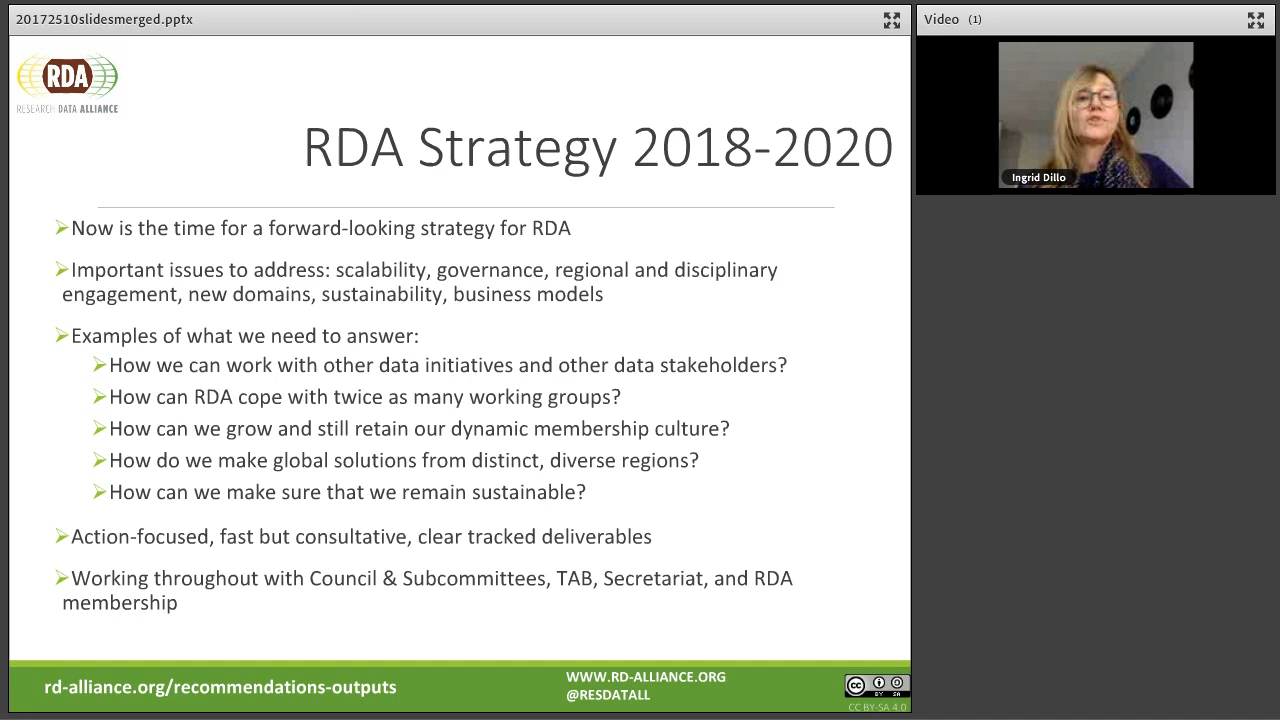 20172510slidesmerged.pptx
Video (1)
RDA
RESEARCH DATA ALLIANCE
RDA Strategy 2018-2020
Ingrid Dillo
Now is the time for a forward-looking strategy for RDA
Important issues to address: scalability, governance, regional and disciplinary
engagement, new domains, sustainability, business models
Examples of what we need to answer:
How we can work with other data initiatives and other data stakeholders?
How can RDA cope with twice as many working groups?
How can we grow and still retain our dynamic membership culture?
How do we make global solutions from distinct, diverse regions?
How can we make sure that we remain sustainable?
Action-focused, fast but consultative, clear tracked deliverables
Working throughout with Council & Subcommittees, TAB, Secretariat, and RDA
membership
rd-alliance.org/recommendations-outputs
WWW.RD-ALLIANCE.ORG
@RESDATALL
cc BY SA
CC BY-SA 4.0